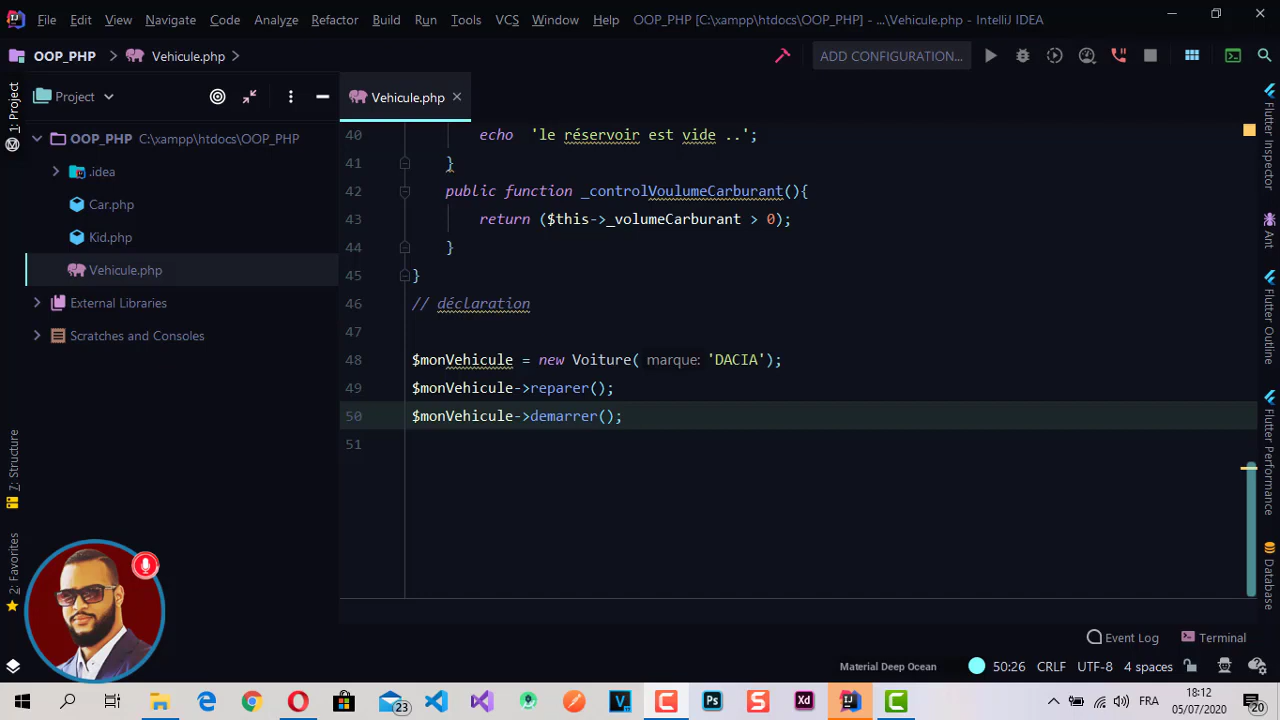 File Edit View Navigate Code Analyze Refactor Build Run Tools VCS Window Help OOP_PHP [C:\xampp\htdocs\OOP_PHP] - ...\Vehicule.php - IntelliJ IDEA
OOP_PHP Vehicule.php ADD CONFIGURATION...
1: Project
Project
Vehicule.php
OOP_PHP C:\xampp\htdocs\OOP_PHP
.idea
Car.php
Kid.php
Vehicule.php
External Libraries
Scratches and Consoles
40 echo 'le réservoir est vide ..';
41 }
42 public function _controlVoulumeCarburant(){
43 return ($this->_volumeCarburant > 0);
44 }
45 }
46 // déclaration
47
48 $monVehicule = new Voiture( marque: 'DACIA');
49 $monVehicule->reparer();
50 $monVehicule->demarrer();
51
7: Structure
2: Favorites
Flutter Inspector
Ant
Flutter Outline
Flutter Performance
Database
Event Log Terminal
Material Deep Ocean 50:26 CRLF UTF-8 4 spaces
23 V Ps S Xd FRA 18:12
05/07/2020 20